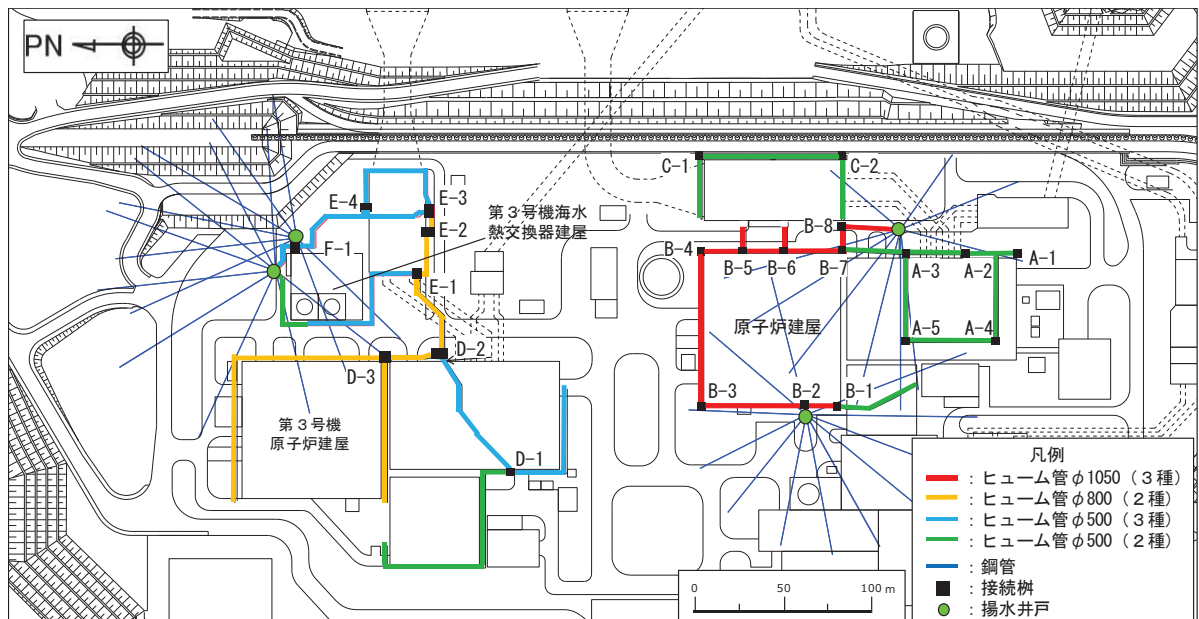 PN
C-1
C-2
E-4
E-3
第3号機海水
熱交換器建屋
E-2
B-8
F-1
B-4
B-5
B-6
B-7
A-3
A-2
A-1
E-1
原子炉建屋
A-5
A-4
D-2
D-3
B-3
B-2
B-1
第3号機
原子炉建屋
D-1
凡例
:ヒューム管φ1050(3種)
:ヒューム管φ800(2種)
:ヒューム管φ500(3種)
:ヒューム管φ500(2種)
:鋼管
:接続桝
:揚水井戸
0 50 100m